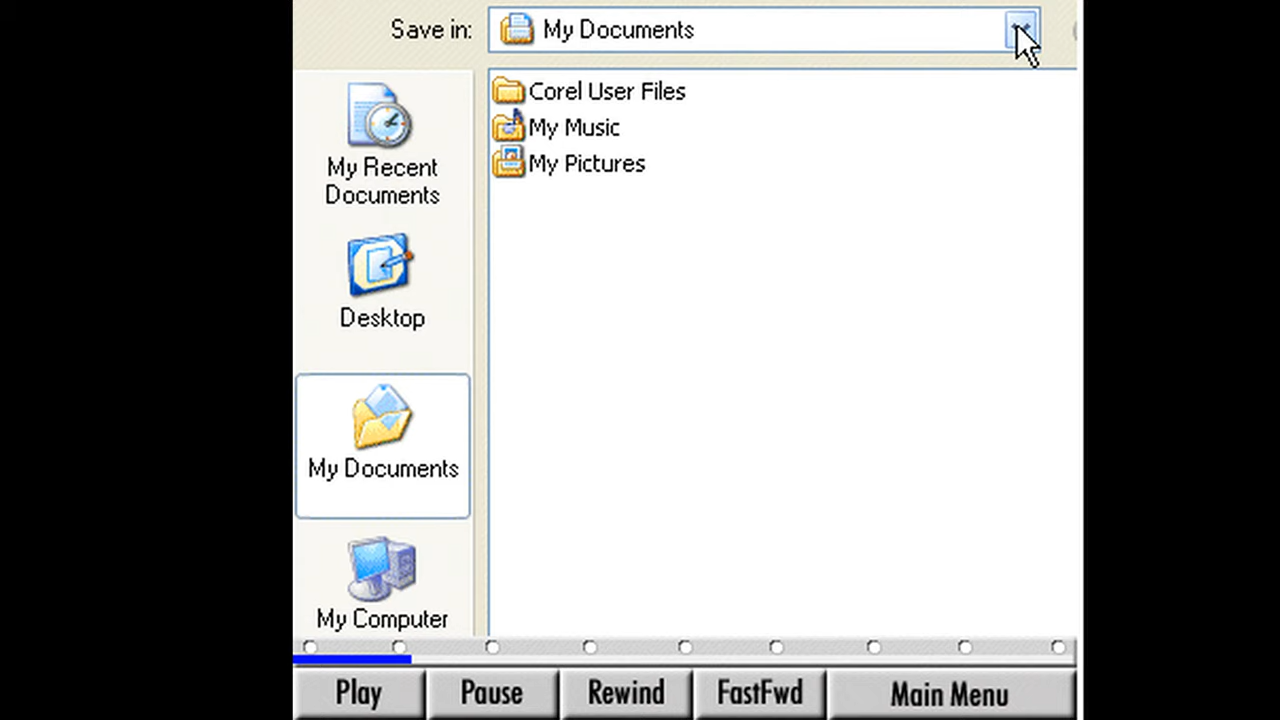 Save in: My Documents
Corel User Files
My Music
My Pictures
My Recent
Documents
Desktop
My Documents
My Computer
Play Pause Rewind FastFwd Main Menu